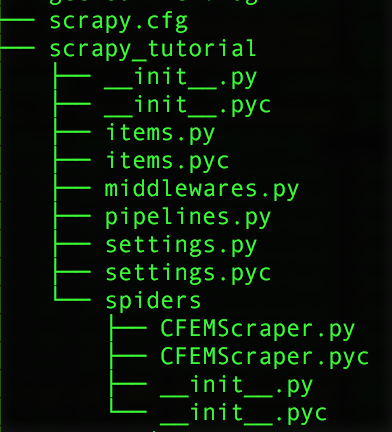 ── scrapy.cfg
── scrapy_tutorial
├── __init__.py
├── __init__.pyc
├── items.py
├── items.pyc
├── middlewares.py
├── pipelines.py
├── settings.py
├── settings.pyc
└── spiders
├── CFEMScraper.py
├── CFEMScraper.pyc
├── __init__.py
└── __init__.pyc